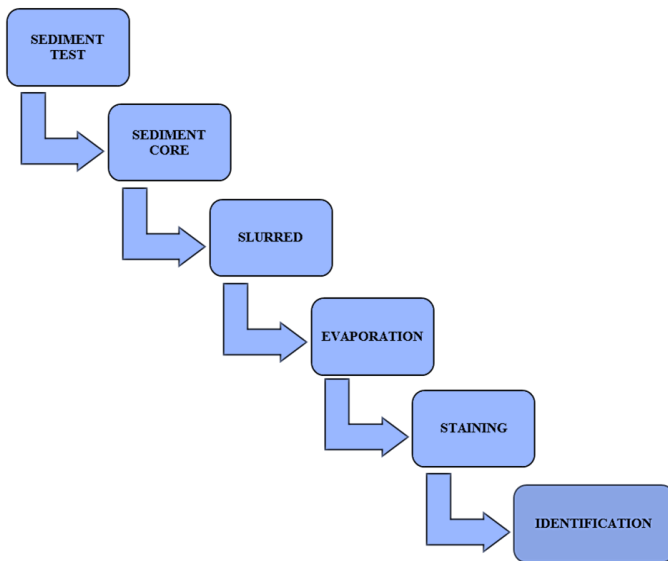 SEDIMENT
TEST
SEDIMENT
CORE
SLURRED
EVAPORATION
STAINING
IDENTIFICATION